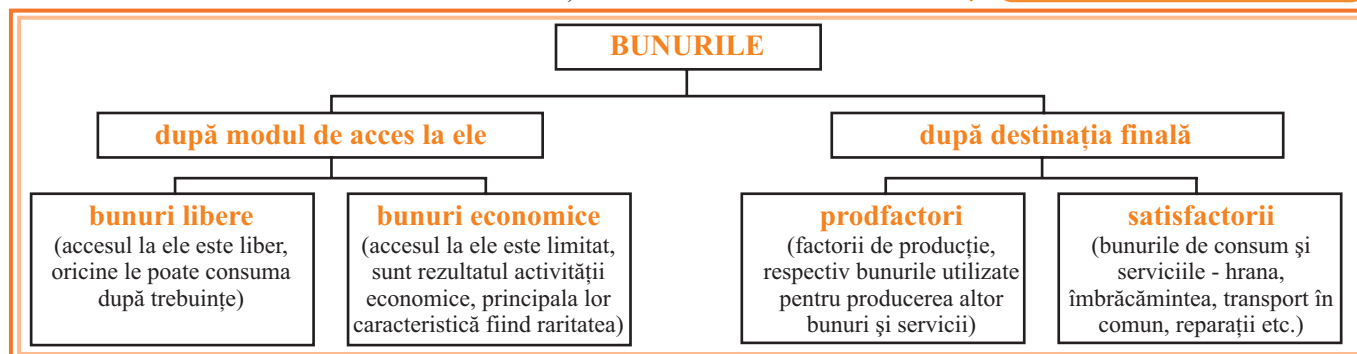 BUNURILE
după modul de acces la ele
după destinația finală
bunuri libere
(accesul la ele este liber,
oricine le poate consuma
după trebuințe)
bunuri economice
(accesul la ele este limitat,
sunt rezultatul activității
economice, principala lor
caracteristică fiind raritatea)
prodfactori
(factorii de producție,
respectiv bunurile utilizate
pentru producerea altor
bunuri şi servicii)
satisfactorii
(bunurile de consum şi
serviciile - hrana,
îmbrăcămintea, transport în
comun, reparații etc.)